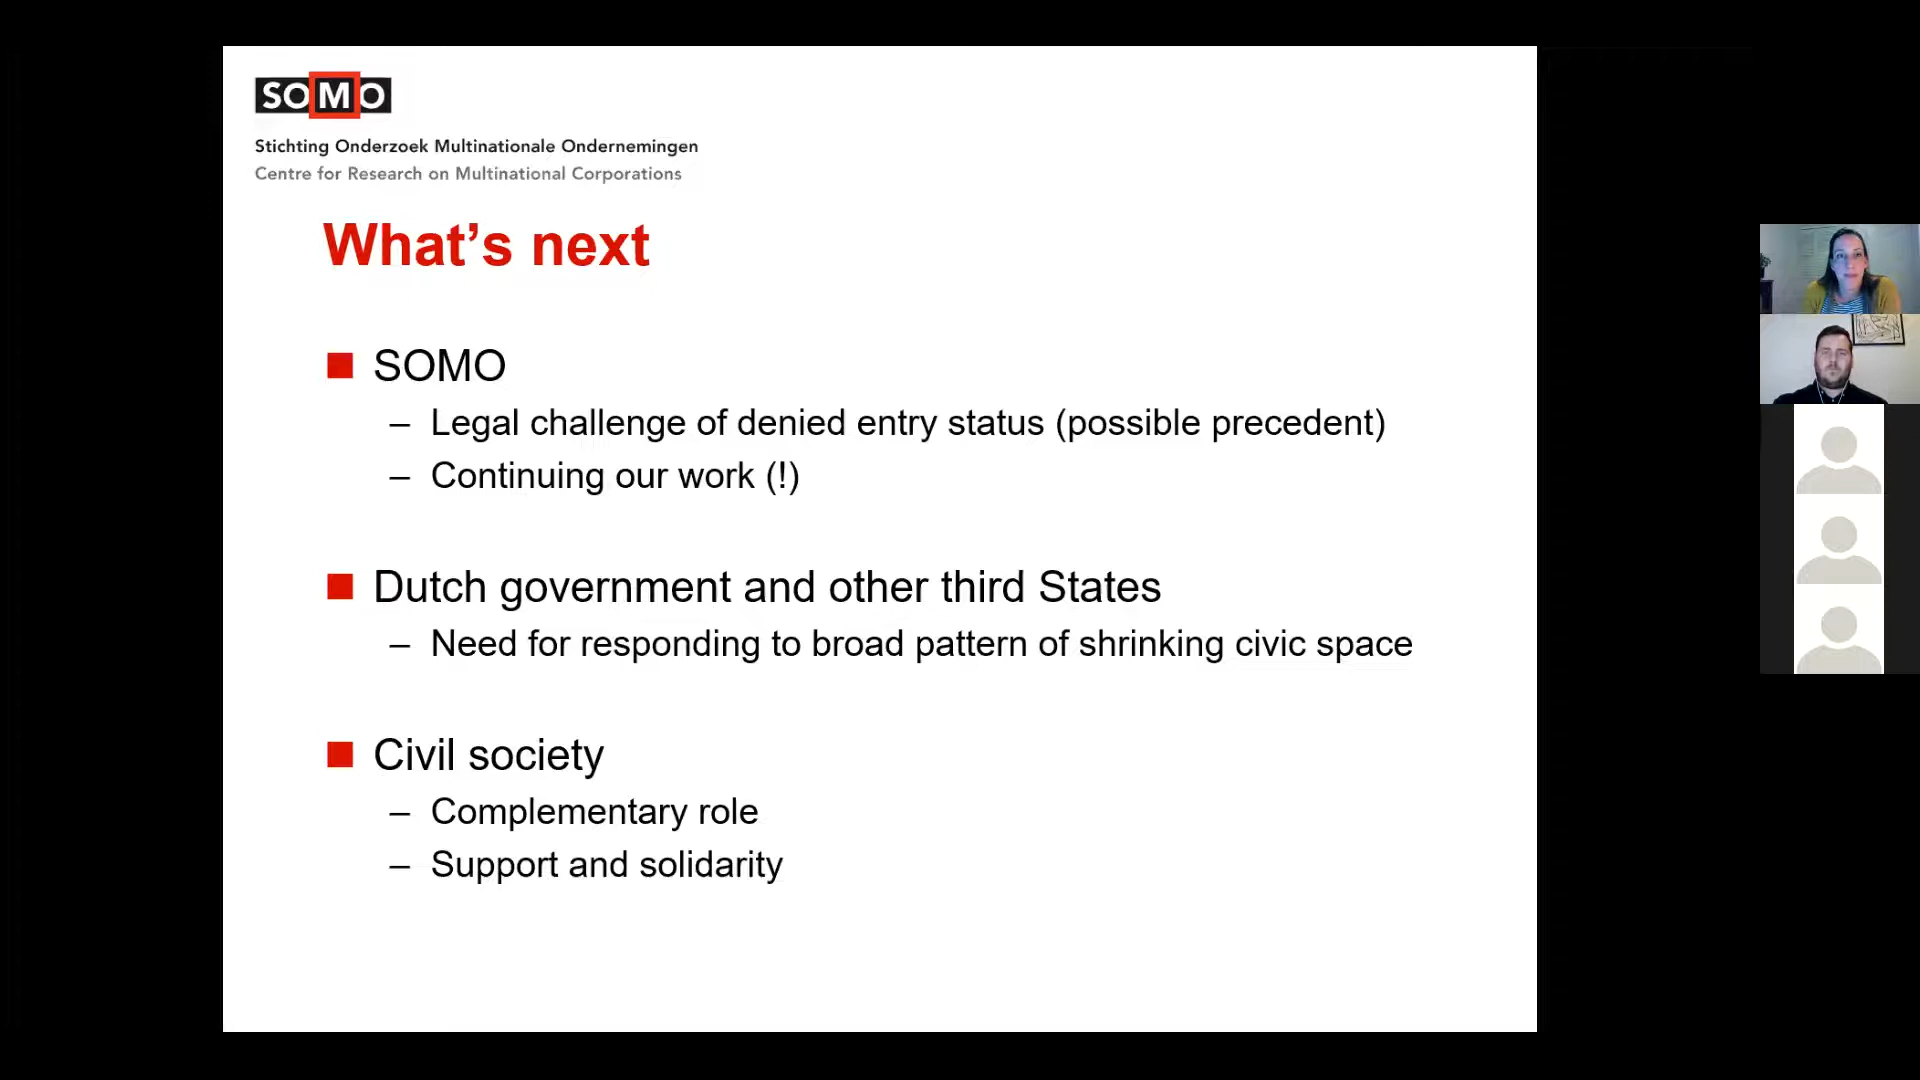 SOMO
Stichting Onderzoek Multinationale Ondernemingen
Centre for Research on Multinational Corporations
What's next
■ SOMO
– Legal challenge of denied entry status (possible precedent)
– Continuing our work (!)
■ Dutch government and other third States
– Need for responding to broad pattern of shrinking civic space
■ Civil society
– Complementary role
– Support and solidarity